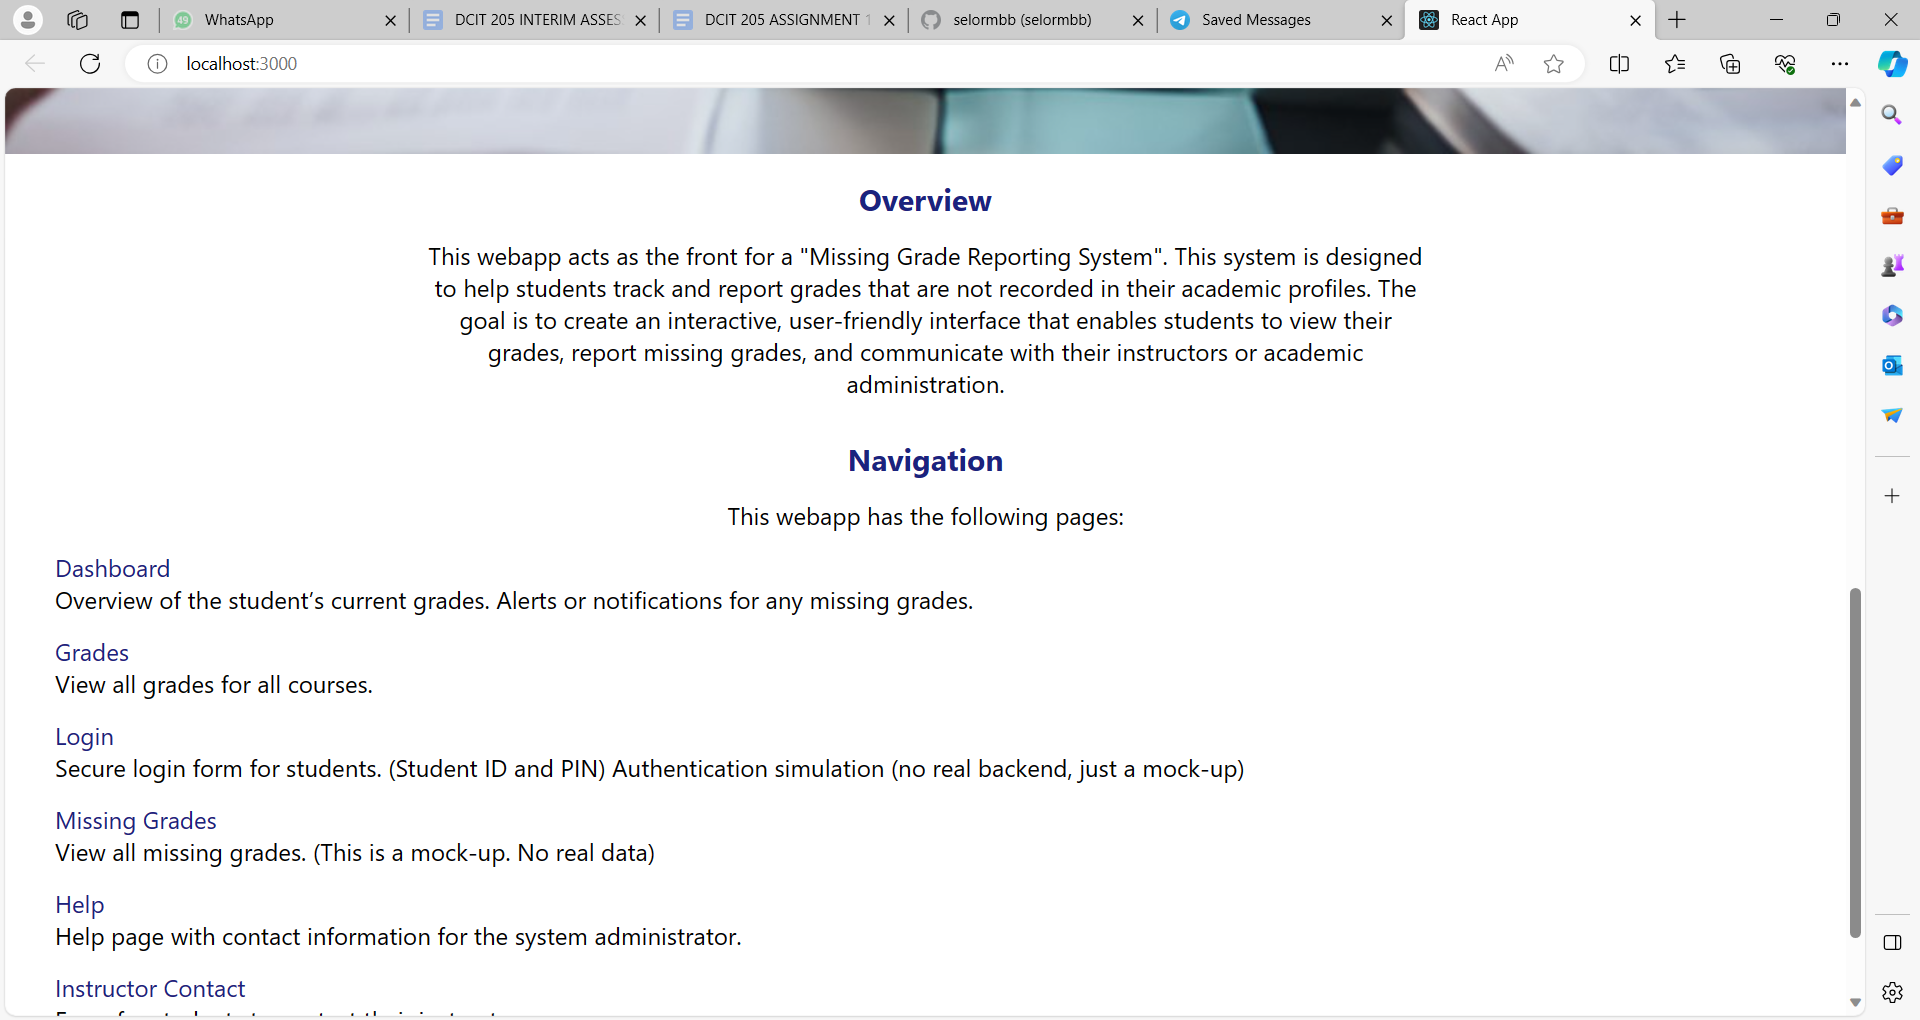 49
WhatsApp
DCIT 205 INTERIM ASSES
DCIT 205 ASSIGNMENT 1
selormbb (selormbb)
Saved Messages
React App
localhost:3000
Overview
This webapp acts as the front for a "Missing Grade Reporting System". This system is designed
to help students track and report grades that are not recorded in their academic profiles. The
goal is to create an interactive, user-friendly interface that enables students to view their
grades, report missing grades, and communicate with their instructors or academic
administration.
Navigation
This webapp has the following pages:
Dashboard
Overview of the student’s current grades. Alerts or notifications for any missing grades.
Grades
View all grades for all courses.
Login
Secure login form for students. (Student ID and PIN) Authentication simulation (no real backend, just a mock-up)
Missing Grades
View all missing grades. (This is a mock-up. No real data)
Help
Help page with contact information for the system administrator.
Instructor Contact